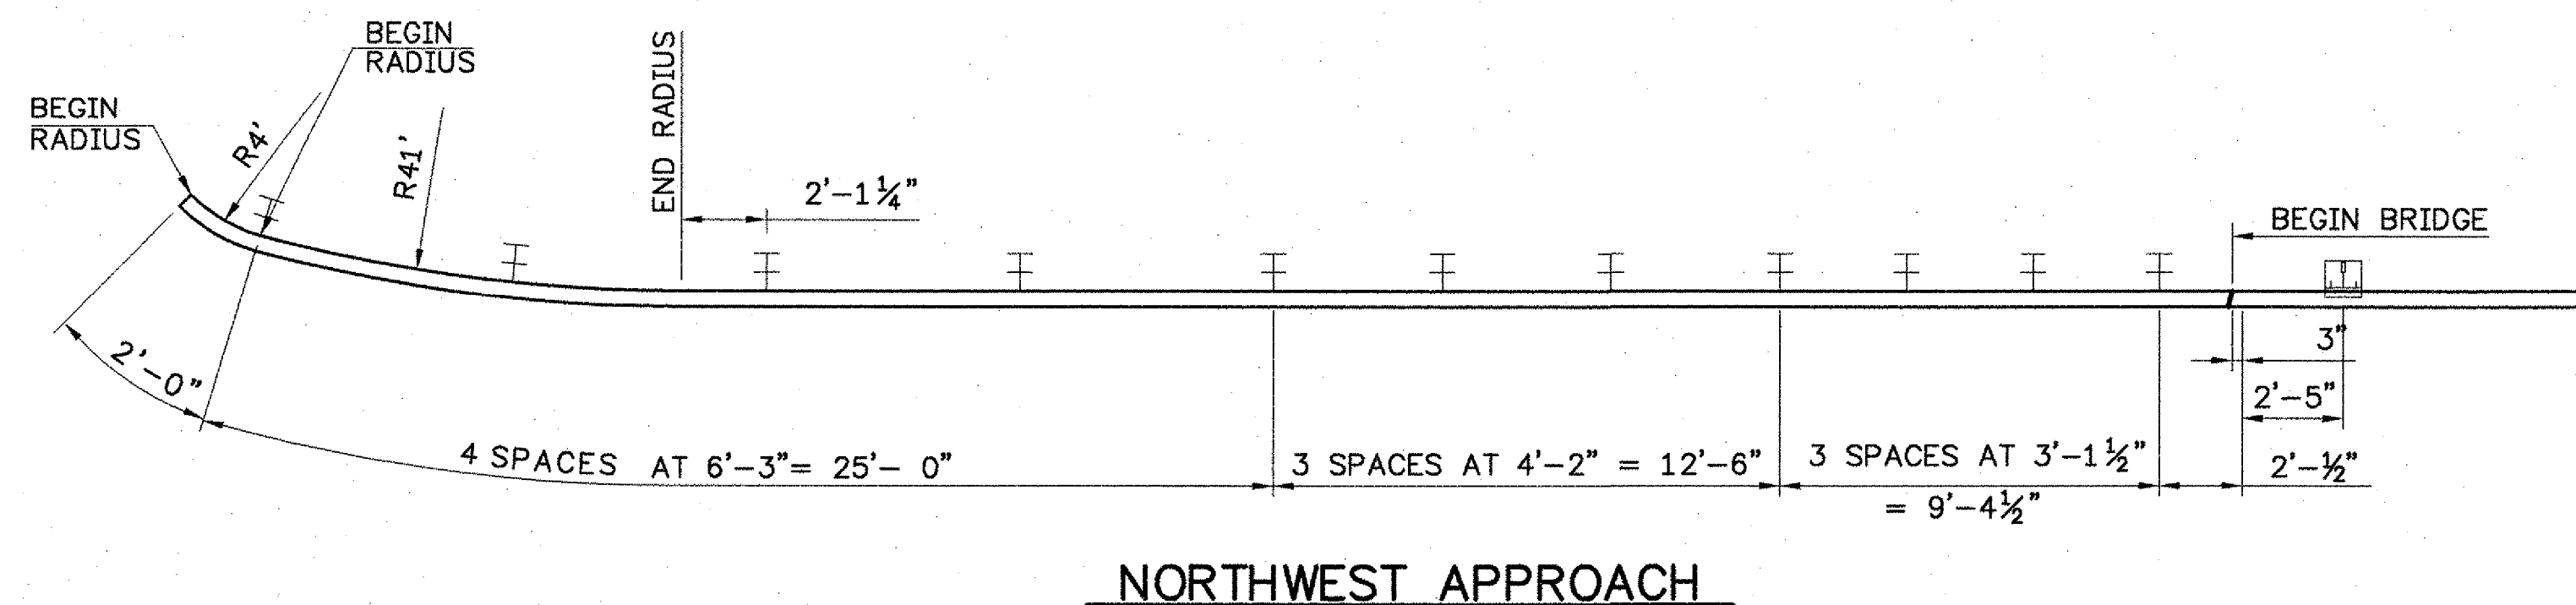 BEGIN
RADIUS
BEGIN
RADIUS
R4'
R41'
END RADIUS
2'-1¼"
BEGIN BRIDGE
3"
2'-5"
2'-½"
2'-0"
4 SPACES AT 6'-3"= 25'- 0"
3 SPACES AT 4'-2" = 12'-6"
3 SPACES AT 3'-1½"
= 9'-4½"
NORTHWEST APPROACH